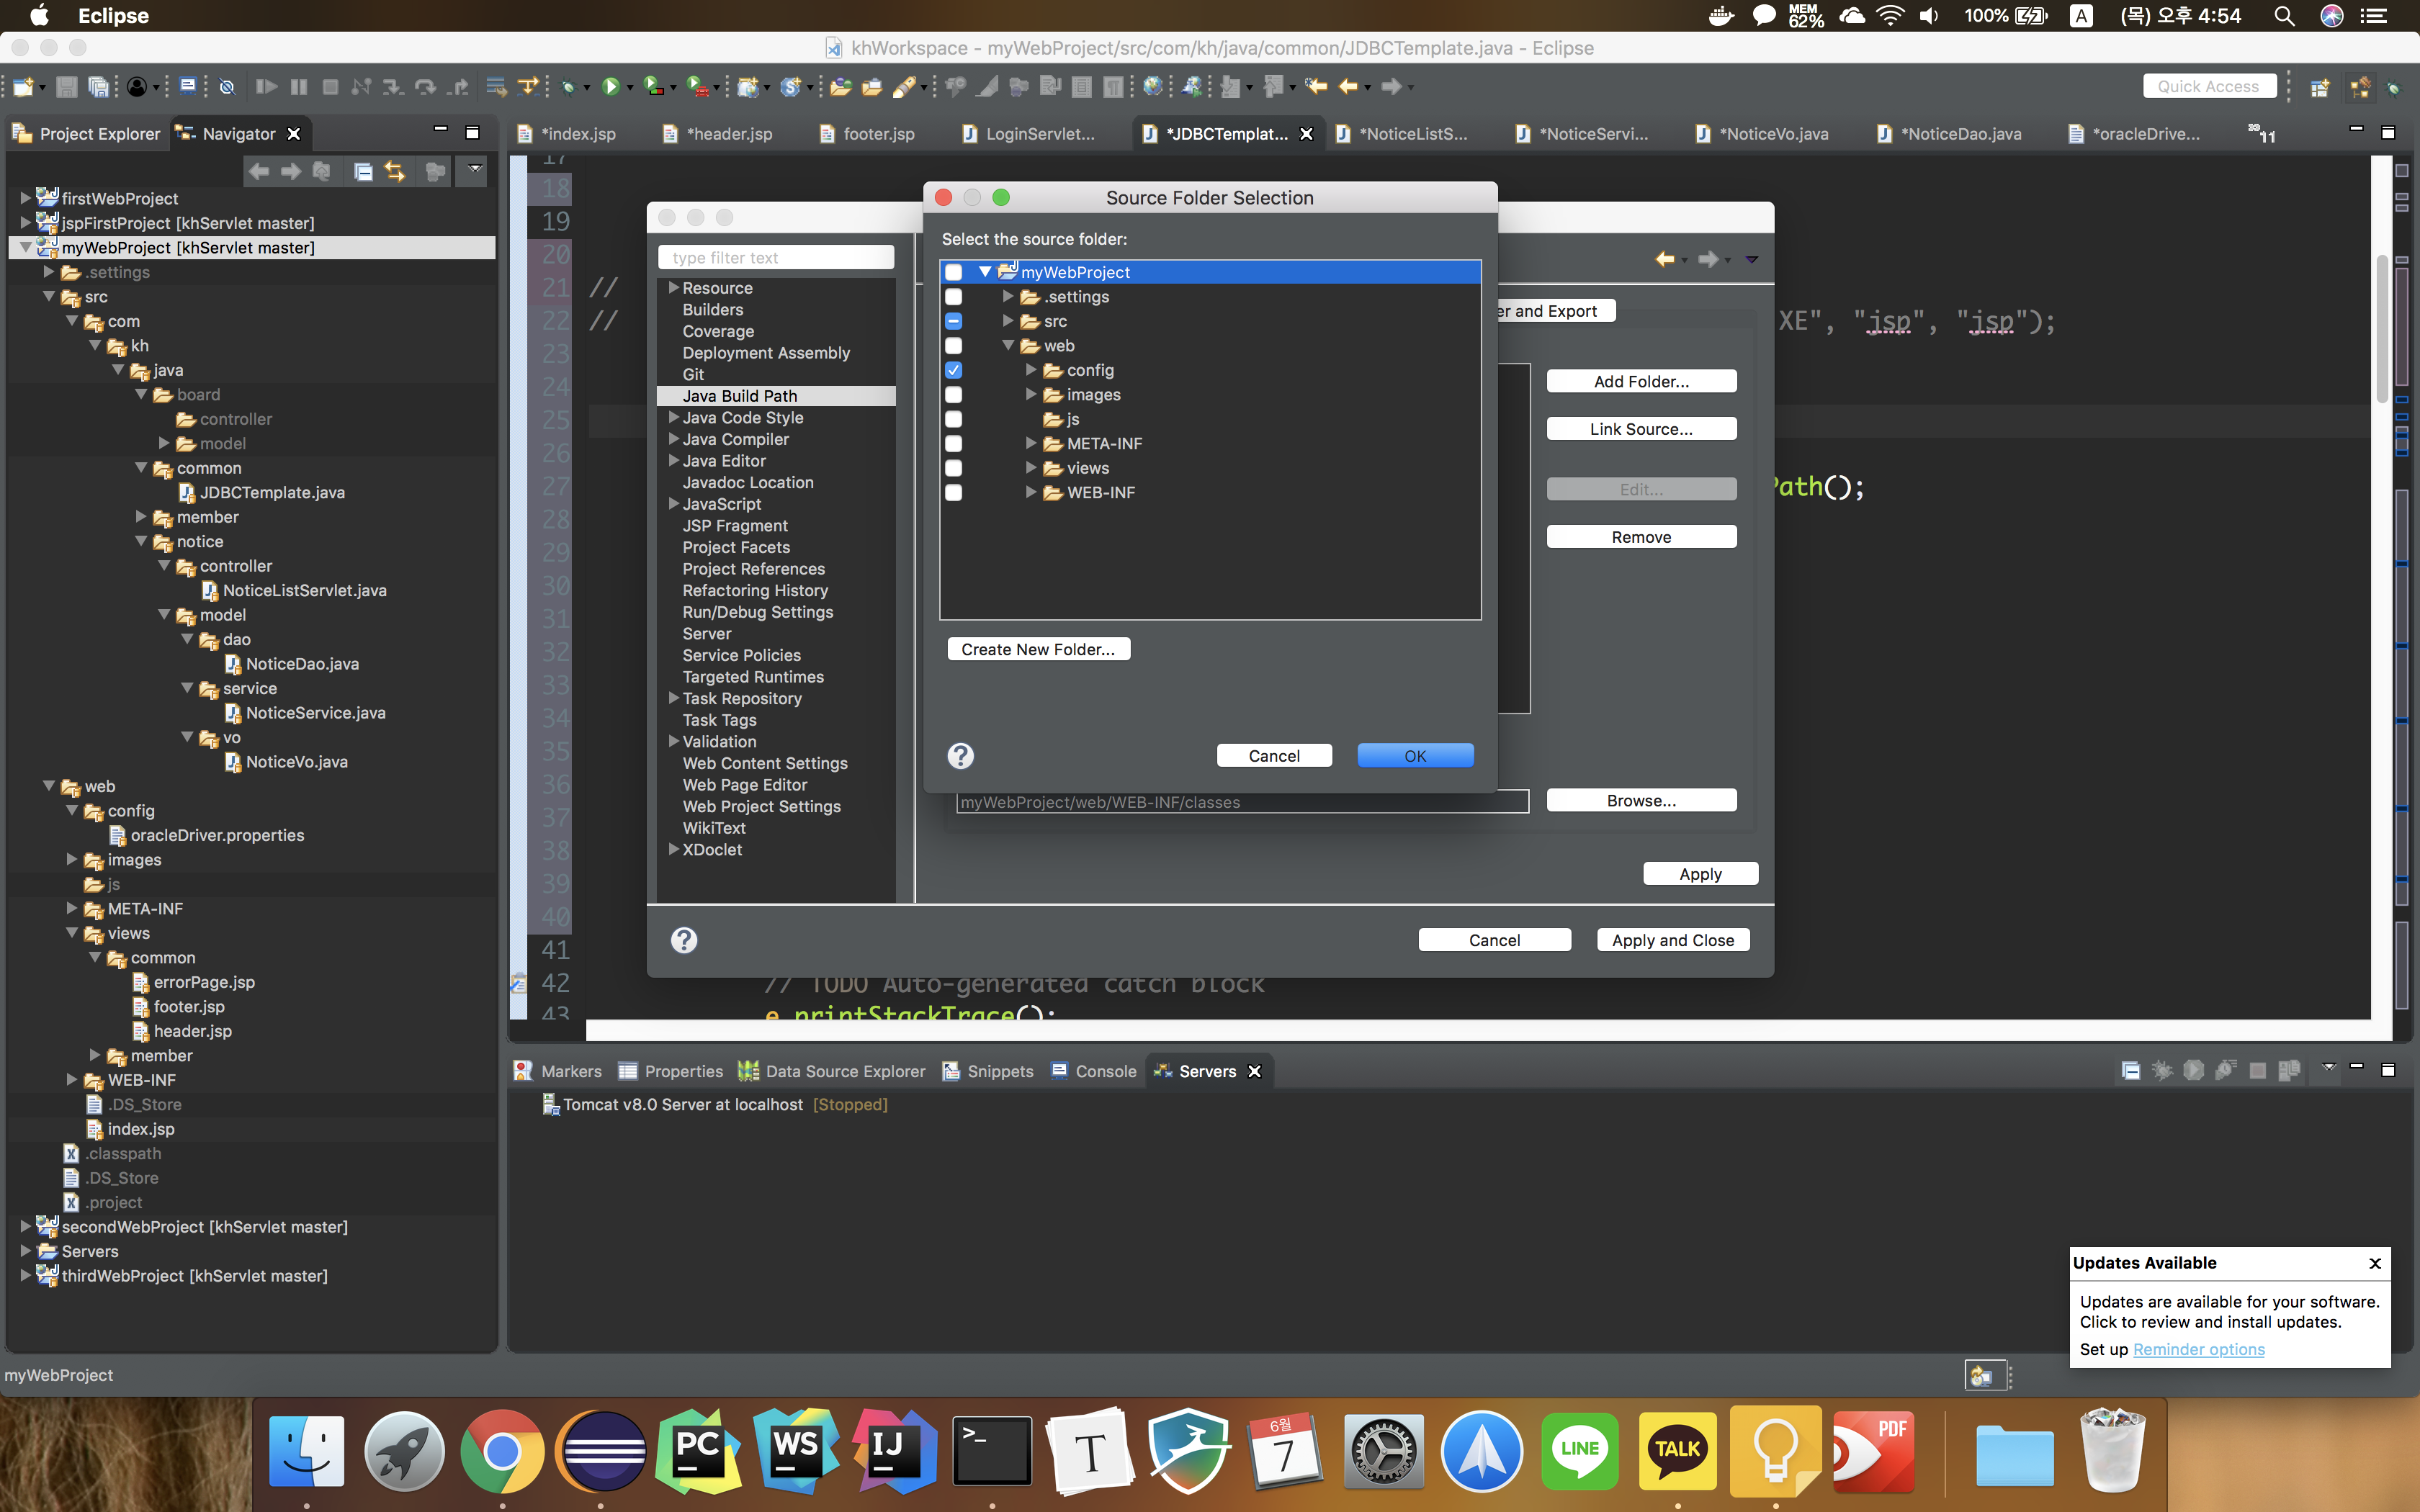 Eclipse
MEM
62%
100%
A
(목) 오후 4:54
khWorkspace - myWebProject/src/com/kh/java/common/JDBCTemplate.java - Eclipse
Quick Access
Project Explorer
Navigator
*index.jsp
*header.jsp
footer.jsp
LoginServlet...
*JDBCTemplat...
*NoticeListS...
*NoticeServi...
*NoticeVo.java
*NoticeDao.java
*oracleDrive...
11
firstWebProject
jspFirstProject [khServlet master]
myWebProject [khServlet master]
.settings
src
com
kh
java
board
controller
model
common
JDBCTemplate.java
member
notice
controller
NoticeListServlet.java
model
dao
NoticeDao.java
service
NoticeService.java
vo
NoticeVo.java
web
config
oracleDriver.properties
images
js
META-INF
views
common
errorPage.jsp
footer.jsp
header.jsp
member
WEB-INF
.DS_Store
index.jsp
.classpath
.DS_Store
.project
secondWebProject [khServlet master]
Servers
thirdWebProject [khServlet master]
17
18
19
20
21 //
22 // XE", "jsp", "jsp");
23
24
25
26
27 Path();
28
29
30
31
32
33
34
35
36
37
38
39
40
41
42 // TODO Auto-generated catch block
43 e.printStackTrace();
type filter text
Resource
Builders
Coverage
Deployment Assembly
Git
Java Build Path
Java Code Style
Java Compiler
Java Editor
Javadoc Location
JavaScript
JSP Fragment
Project Facets
Project References
Refactoring History
Run/Debug Settings
Server
Service Policies
Targeted Runtimes
Task Repository
Task Tags
Validation
Web Content Settings
Web Page Editor
Web Project Settings
WikiText
XDoclet
er and Export
Add Folder...
Link Source...
Edit...
Remove
myWebProject/web/WEB-INF/classes
Browse...
Apply
Cancel
Apply and Close
Source Folder Selection
Select the source folder:
myWebProject
.settings
src
web
config
images
js
META-INF
views
WEB-INF
Create New Folder...
Cancel
OK
Markers
Properties
Data Source Explorer
Snippets
Console
Servers
Tomcat v8.0 Server at localhost [Stopped]
Updates Available
Updates are available for your software.
Click to review and install updates.
Set up Reminder options
myWebProject
PC
WS
IJ
>_
T
6월
7
LINE
TALK
PDF